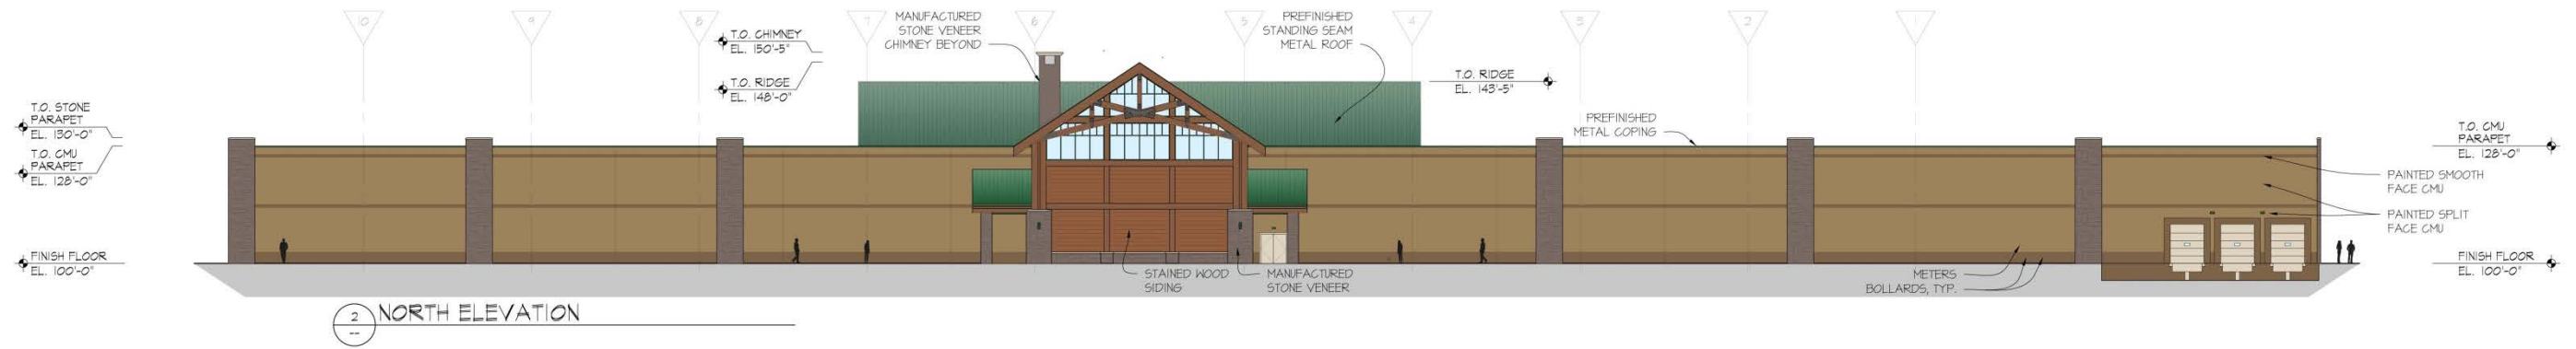 10
9
8
7
6
5
4
3
2
1
MANUFACTURED
STONE VENEER
CHIMNEY BEYOND
PREFINISHED
STANDING SEAM
METAL ROOF
T.O. CHIMNEY
EL. 150'-5"
T.O. RIDGE
EL. 148'-0"
T.O. RIDGE
EL. 143'-5"
T.O. STONE
PARAPET
EL. 130'-0"
T.O. CMU
PARAPET
EL. 128'-0"
PREFINISHED
METAL COPING
T.O. CMU
PARAPET
EL. 128'-0"
PAINTED SMOOTH
FACE CMU
PAINTED SPLIT
FACE CMU
FINISH FLOOR
EL. 100'-0"
STAINED WOOD
SIDING
MANUFACTURED
STONE VENEER
METERS
BOLLARDS, TYP.
FINISH FLOOR
EL. 100'-0"
2
--
NORTH ELEVATION